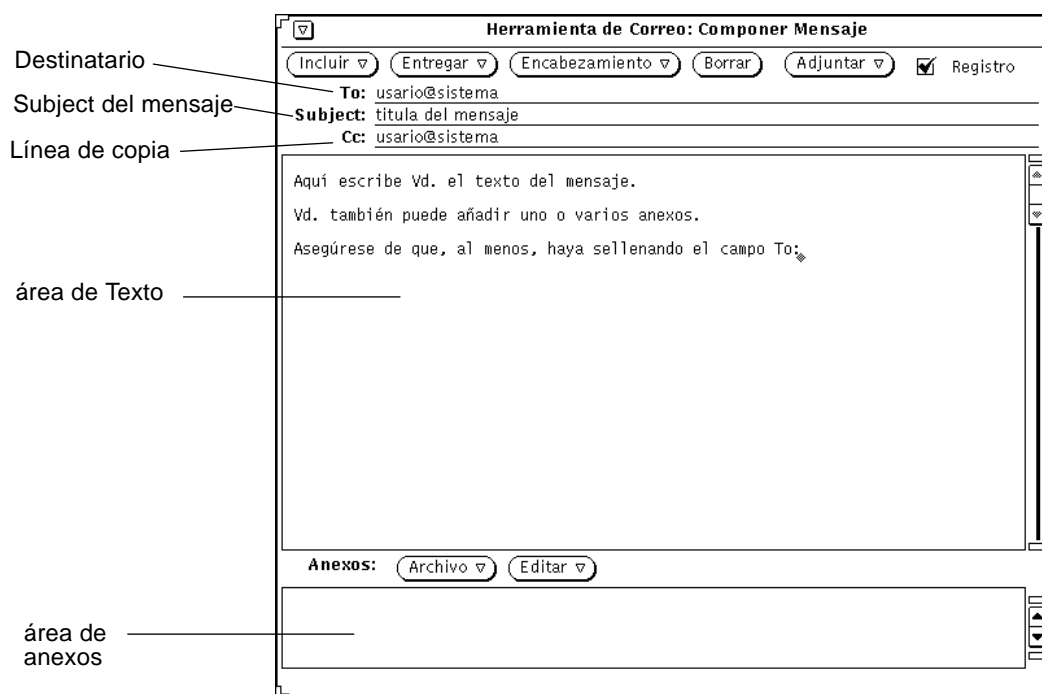 Herramienta de Correo: Componer Mensaje
Incluir Entregar Encabezamiento Borrar Adjuntar Registro
Destinatario
To: usario@sistema
Subject del mensaje
Subject: titula del mensaje
Línea de copia
Cc: usario@sistema
Aquí escribe Vd. el texto del mensaje.
Vd. también puede añadir uno o varios anexos.
Asegúrese de que, al menos, haya sellenando el campo To:
área de Texto
Anexos: Archivo Editar
área de
anexos